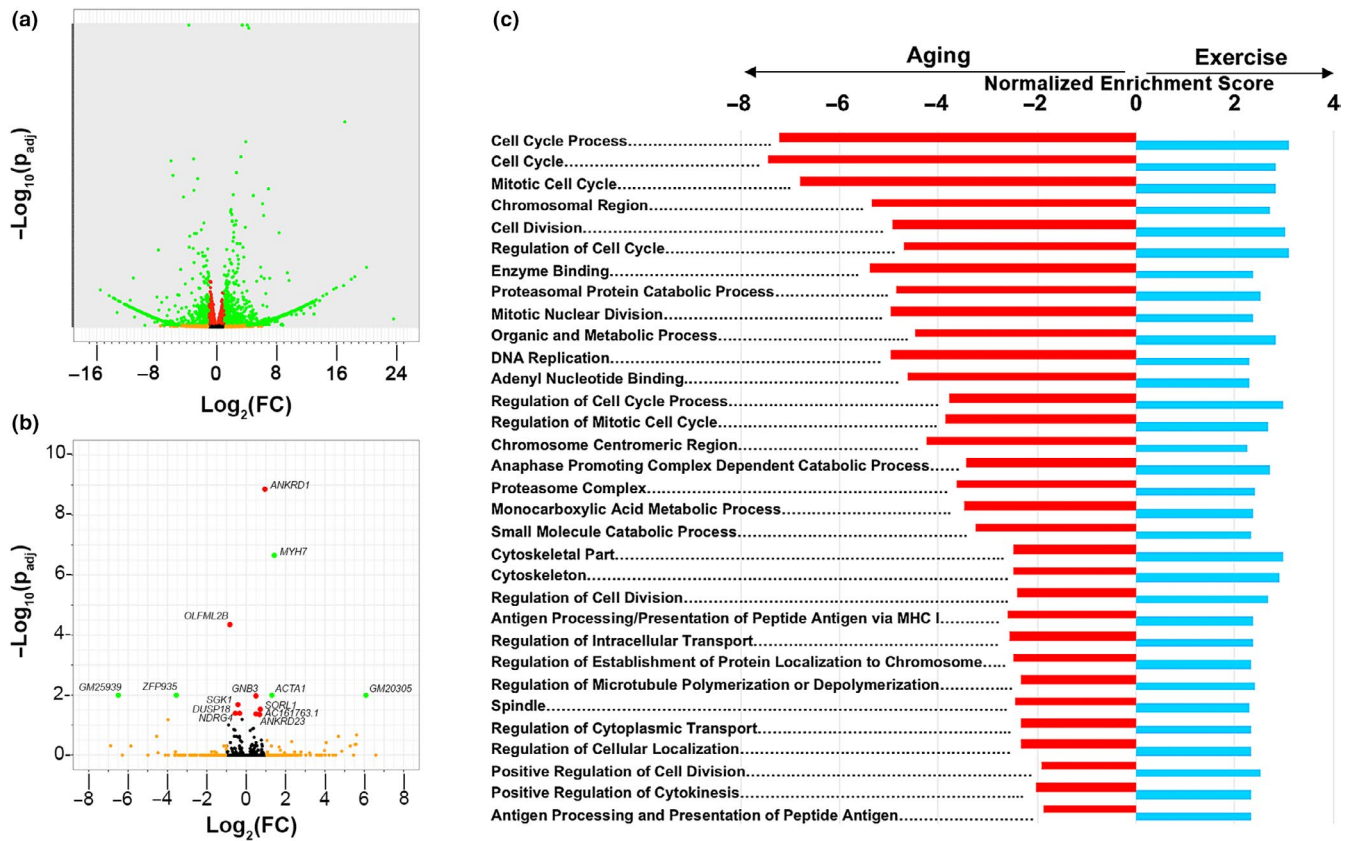 (a)
−Log10(padj)
−16 −8 0 8 16 24
Log2(FC)
(b)
10
8
6
4
2
0
−Log10(padj)
ANKRD1
MYH7
OLFML2B
GM25939
ZFP935
GNB3
ACTA1
GM20305
SGK1
SORL1
DUSP18
AC161763.1
NDRG4
ANKRD23
−8 −6 −4 −2 0 2 4 6 8
Log2(FC)
(c)
Aging Exercise
Normalized Enrichment Score
−8 −6 −4 −2 0 2 4
Cell Cycle Process
Cell Cycle
Mitotic Cell Cycle
Chromosomal Region
Cell Division
Regulation of Cell Cycle
Enzyme Binding
Proteasomal Protein Catabolic Process
Mitotic Nuclear Division
Organic and Metabolic Process
DNA Replication
Adenyl Nucleotide Binding
Regulation of Cell Cycle Process
Regulation of Mitotic Cell Cycle
Chromosome Centromeric Region
Anaphase Promoting Complex Dependent Catabolic Process
Proteasome Complex
Monocarboxylic Acid Metabolic Process
Small Molecule Catabolic Process
Cytoskeletal Part
Cytoskeleton
Regulation of Cell Division
Antigen Processing/Presentation of Peptide Antigen via MHC I
Regulation of Intracellular Transport
Regulation of Establishment of Protein Localization to Chromosome
Regulation of Microtubule Polymerization or Depolymerization
Spindle
Regulation of Cytoplasmic Transport
Regulation of Cellular Localization
Positive Regulation of Cell Division
Positive Regulation of Cytokinesis
Antigen Processing and Presentation of Peptide Antigen